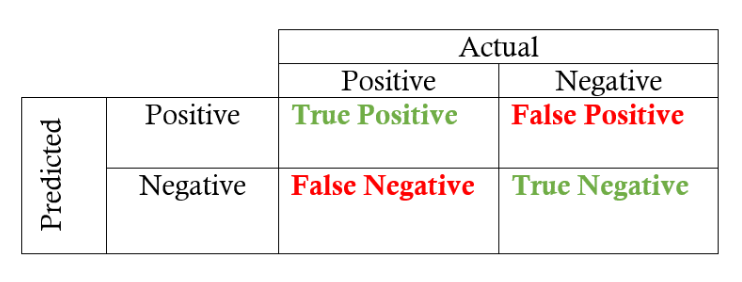 Actual
Positive Negative
Predicted
Positive True Positive False Positive
Negative False Negative True Negative